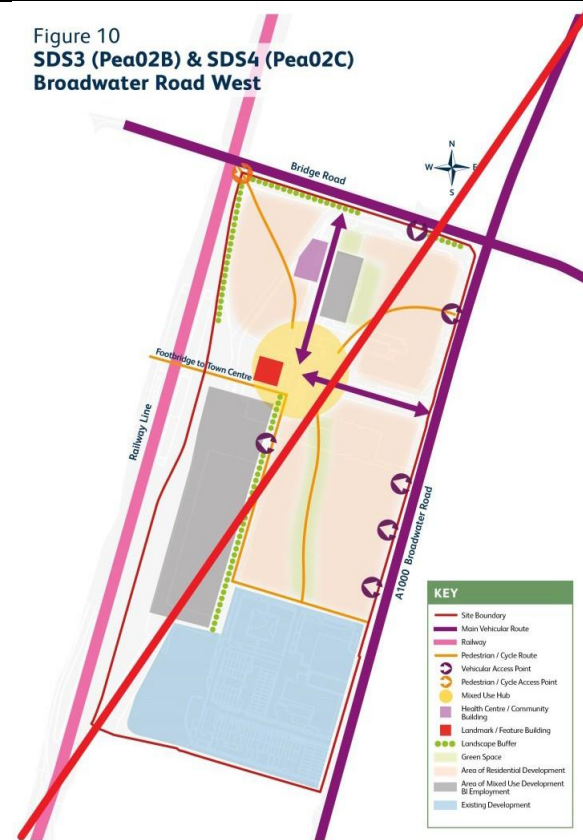 Figure 10
SDS3 (Pea02B) & SDS4 (Pea02C)
Broadwater Road West
N
W
E
S
Bridge Road
Footbridge to Town Centre
Railway Line
A1000 Broadwater Road
KEY
Site Boundary
Main Vehicular Route
Railway
Pedestrian / Cycle Route
Vehicular Access Point
Pedestrian / Cycle Access Point
Mixed Use Hub
Health Centre / Community
Building
Landmark / Feature Building
Landscape Buffer
Green Space
Area of Residential Development
Area of Mixed Use Development
BI Employment
Existing Development